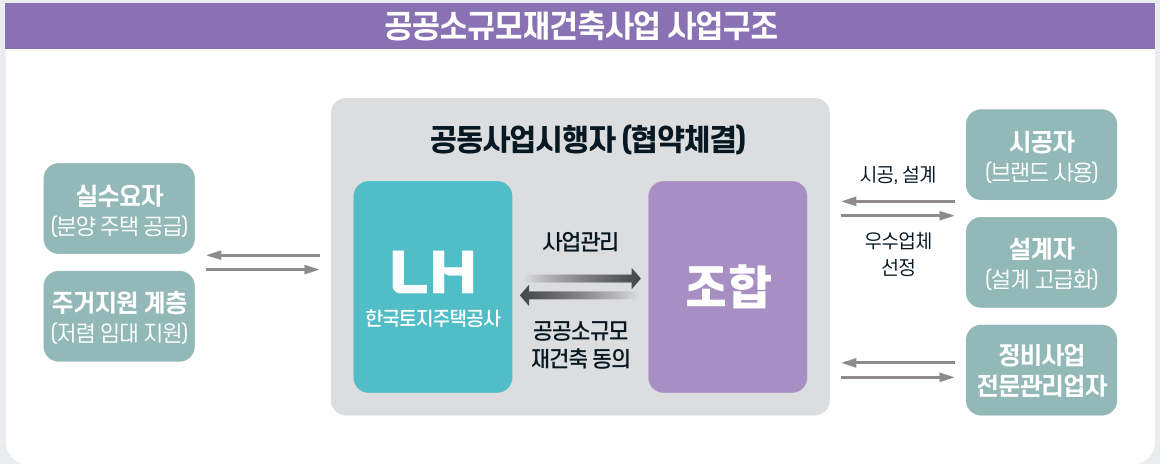 공공소규모재건축사업 사업구조
실수요자
(분양 주택 공급)
주거지원 계층
(저렴 임대 지원)
공동사업시행자 (협약체결)
LH
한국토지주택공사
사업관리
공공소규모
재건축 동의
조합
시공, 설계
우수업체
선정
시공자
(브랜드 사용)
설계자
(설계 고급화)
정비사업
전문관리업자